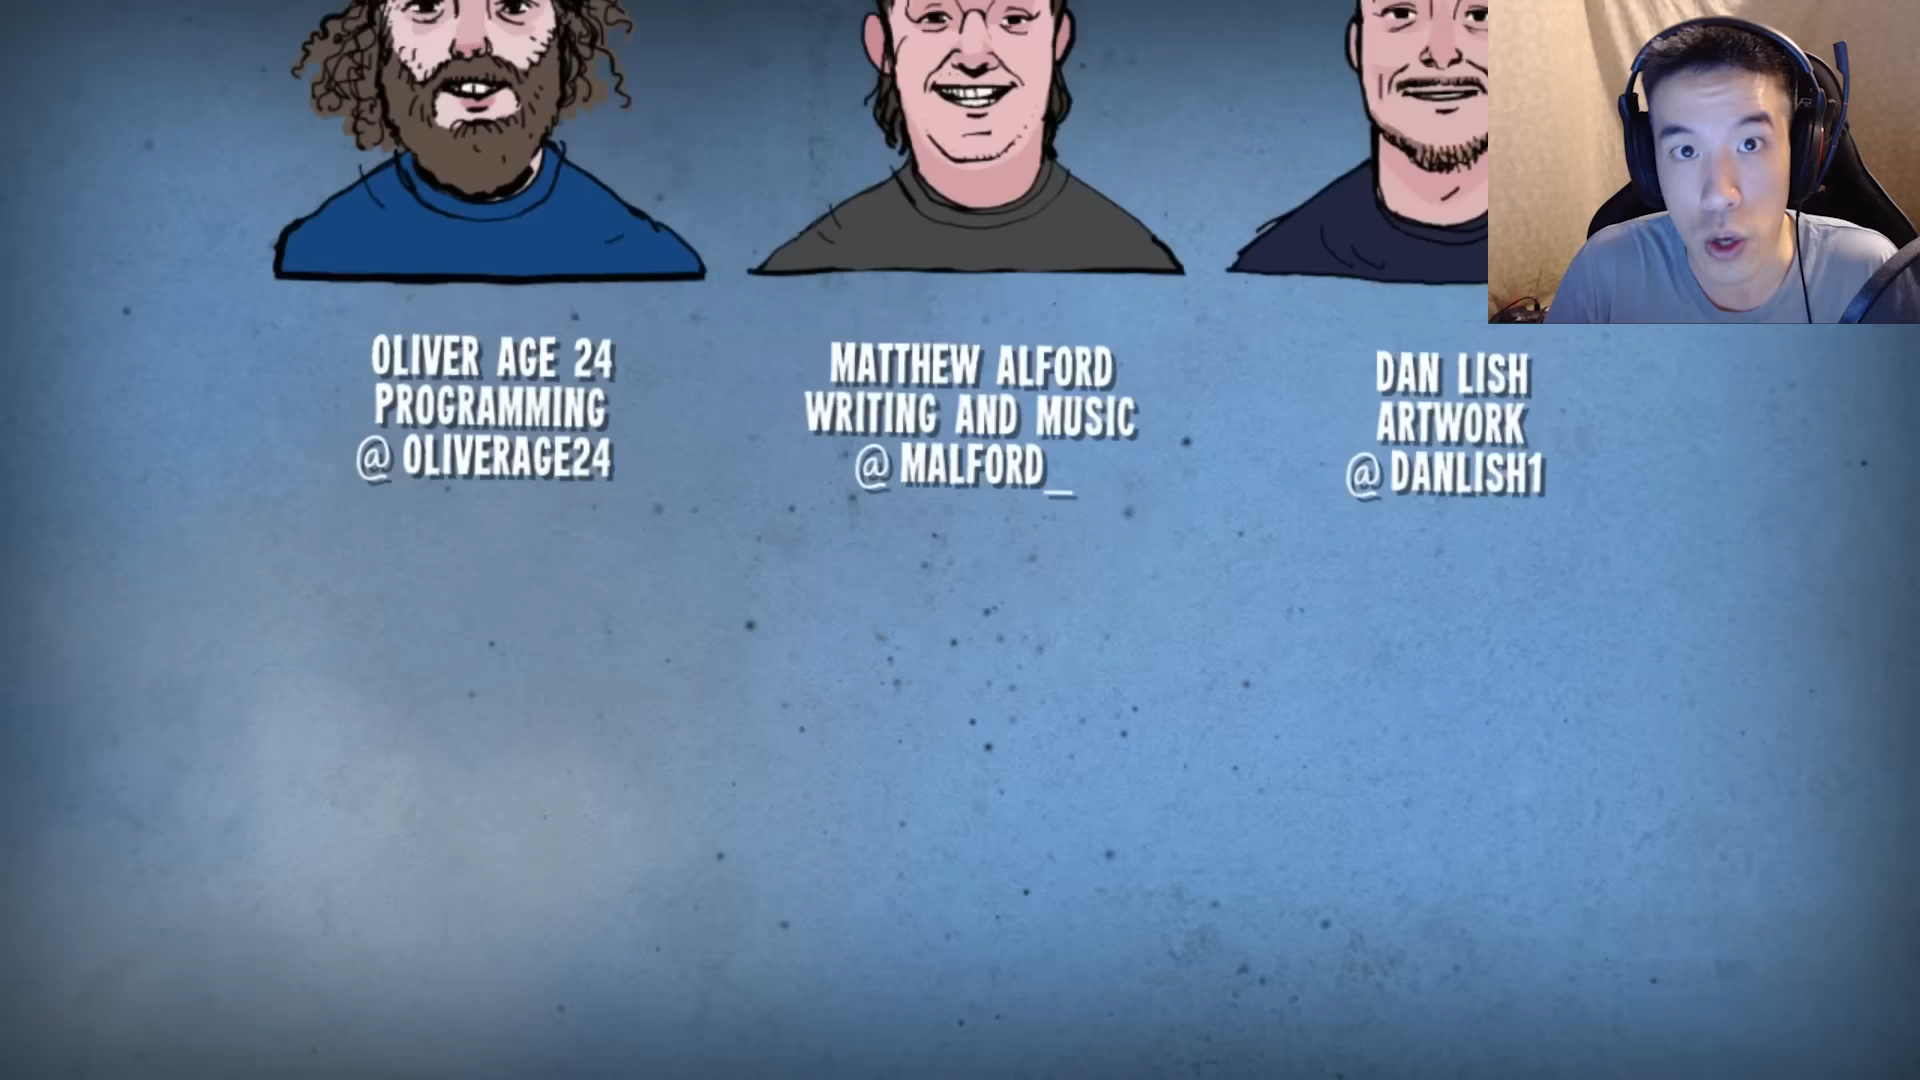 OLIVER AGE 24
PROGRAMMING
@OLIVERAGE24
MATTHEW ALFORD
WRITING AND MUSIC
@MALFORD_
DAN LISH
ARTWORK
@DANLISH1